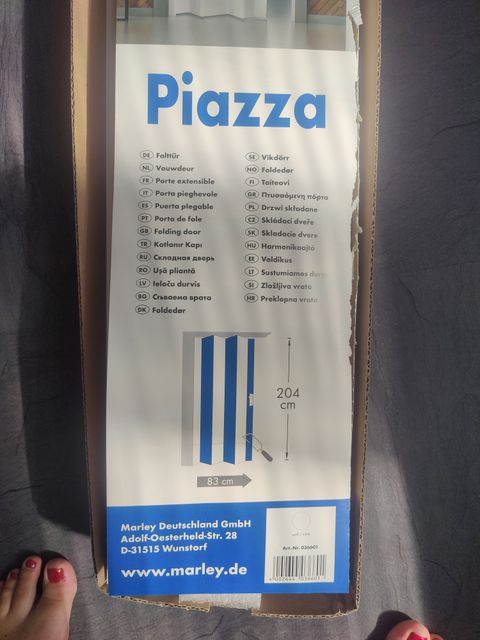 Piazza
DE Falttür
NL Vouwdeur
FR Porte extensible
IT Porta pieghevole
ES Puerta plegable
PT Porta de fole
GB Folding door
TR Katlanır Kapı
RU Складная дверь
RO Uşă pliantă
LV Ieloču durvis
BG Сгъваема врата
DK Foldedør
SE Vikdörr
NO Foldedør
FI Taiteovi
GR Πτυσσόμενη πόρτα
PL Drzwi składane
CZ Skládací dveře
SK Skladacie dvere
HU Harmonikaajtó
EE Voldikus
LT Sustumiamos durys
SI Zložljiva vrata
HR Preklopna vrata
204
cm
83 cm
Marley Deutschland GmbH
Adolf-Oesterheld-Str. 28
D-31515 Wunstorf
www.marley.de
Art.-Nr. 036601